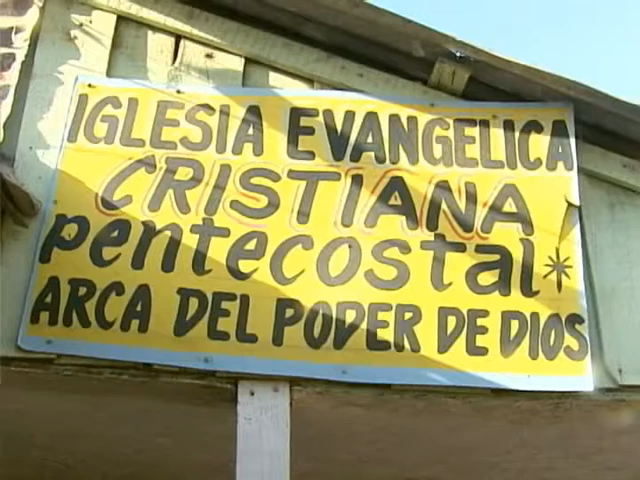 IGLESIA EVANGELICA
CRISTIANA
pentecostal
ARCA DEL PODER DE DIOS